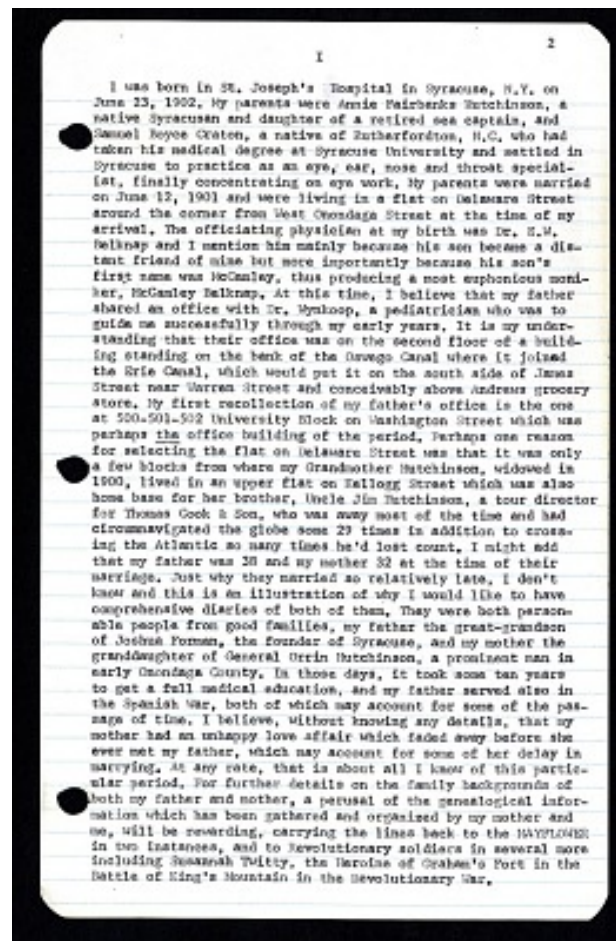 2
I
I was born in St. Joseph's Hospital in Syracuse, N.Y. on
June 23, 1902. My parents were Annie Fairbanks Hutchinson, a
native Syracusan and daughter of a retired sea captain, and
Samuel Boyce Craton, a native of Rutherfordton, N.C. who had
taken his medical degree at Syracuse University and settled in
Syracuse to practice as an eye, ear, nose and throat special-
ist, finally concentrating on eye work. My parents were married
on June 12, 1901 and were living in a flat on Delaware Street
around the corner from West Onondaga Street at the time of my
arrival. The officiating physician at my birth was Dr. E.W.
Belknap and I mention him mainly because his son became a dis-
tant friend of mine but more importantly because his son's
first name was McGanley, thus producing a most euphonious moni-
ker, McGanley Belknap. At this time, I believe that my father
shared an office with Dr. Wynkoop, a pediatrician who was to
guide me successfully through my early years. It is my under-
standing that their office was on the second floor of a build-
ing standing on the bank of the Oswego Canal where it joined
the Erie Canal, which would put it on the south side of James
Street near Warren Street and conceivably above Andrews grocery
store. My first recollection of my father's office is the one
at 500-501-502 University Block on Washington Street which was
perhaps the office building of the period. Perhaps one reason
for selecting the flat on Delaware Street was that it was only
a few blocks from where my Grandmother Hutchinson, widowed in
1900, lived in an upper flat on Kellogg Street which was also
home base for her brother, Uncle Jim Hutchinson, a tour director
for Thomas Cook & Son, who was away most of the time and had
circumnavigated the globe some 29 times in addition to cross-
ing the Atlantic so many times he'd lost count. I might add
that my father was 38 and my mother 32 at the time of their
marriage. Just why they married so relatively late, I don't
know and this is an illustration of why I would like to have
comprehensive diaries of both of them. They were both person-
able people from good families, my father the great-grandson
of Joshua Forman, the founder of Syracuse, and my mother the
granddaughter of General Orrin Hutchinson, a prominent man in
early Onondaga County. In those days, it took some ten years
to get a full medical education, and my father served also in
the Spanish War, both of which may account for some of the pas-
sage of time. I believe, without knowing any details, that my
mother had an unhappy love affair which faded away before she
ever met my father, which may account for some of her delay in
marrying. At any rate, that is about all I know of this partic-
ular period. For further details on the family backgrounds of
both my father and mother, a perusal of the genealogical infor-
mation which has been gathered and organized by my mother and
me, will be rewarding, carrying the lines back to the MAYFLOWER
in two instances, and to Revolutionary soldiers in several more
including Susannah Twitty, the Heroine of Graham's Fort in the
Battle of King's Mountain in the Revolutionary War.